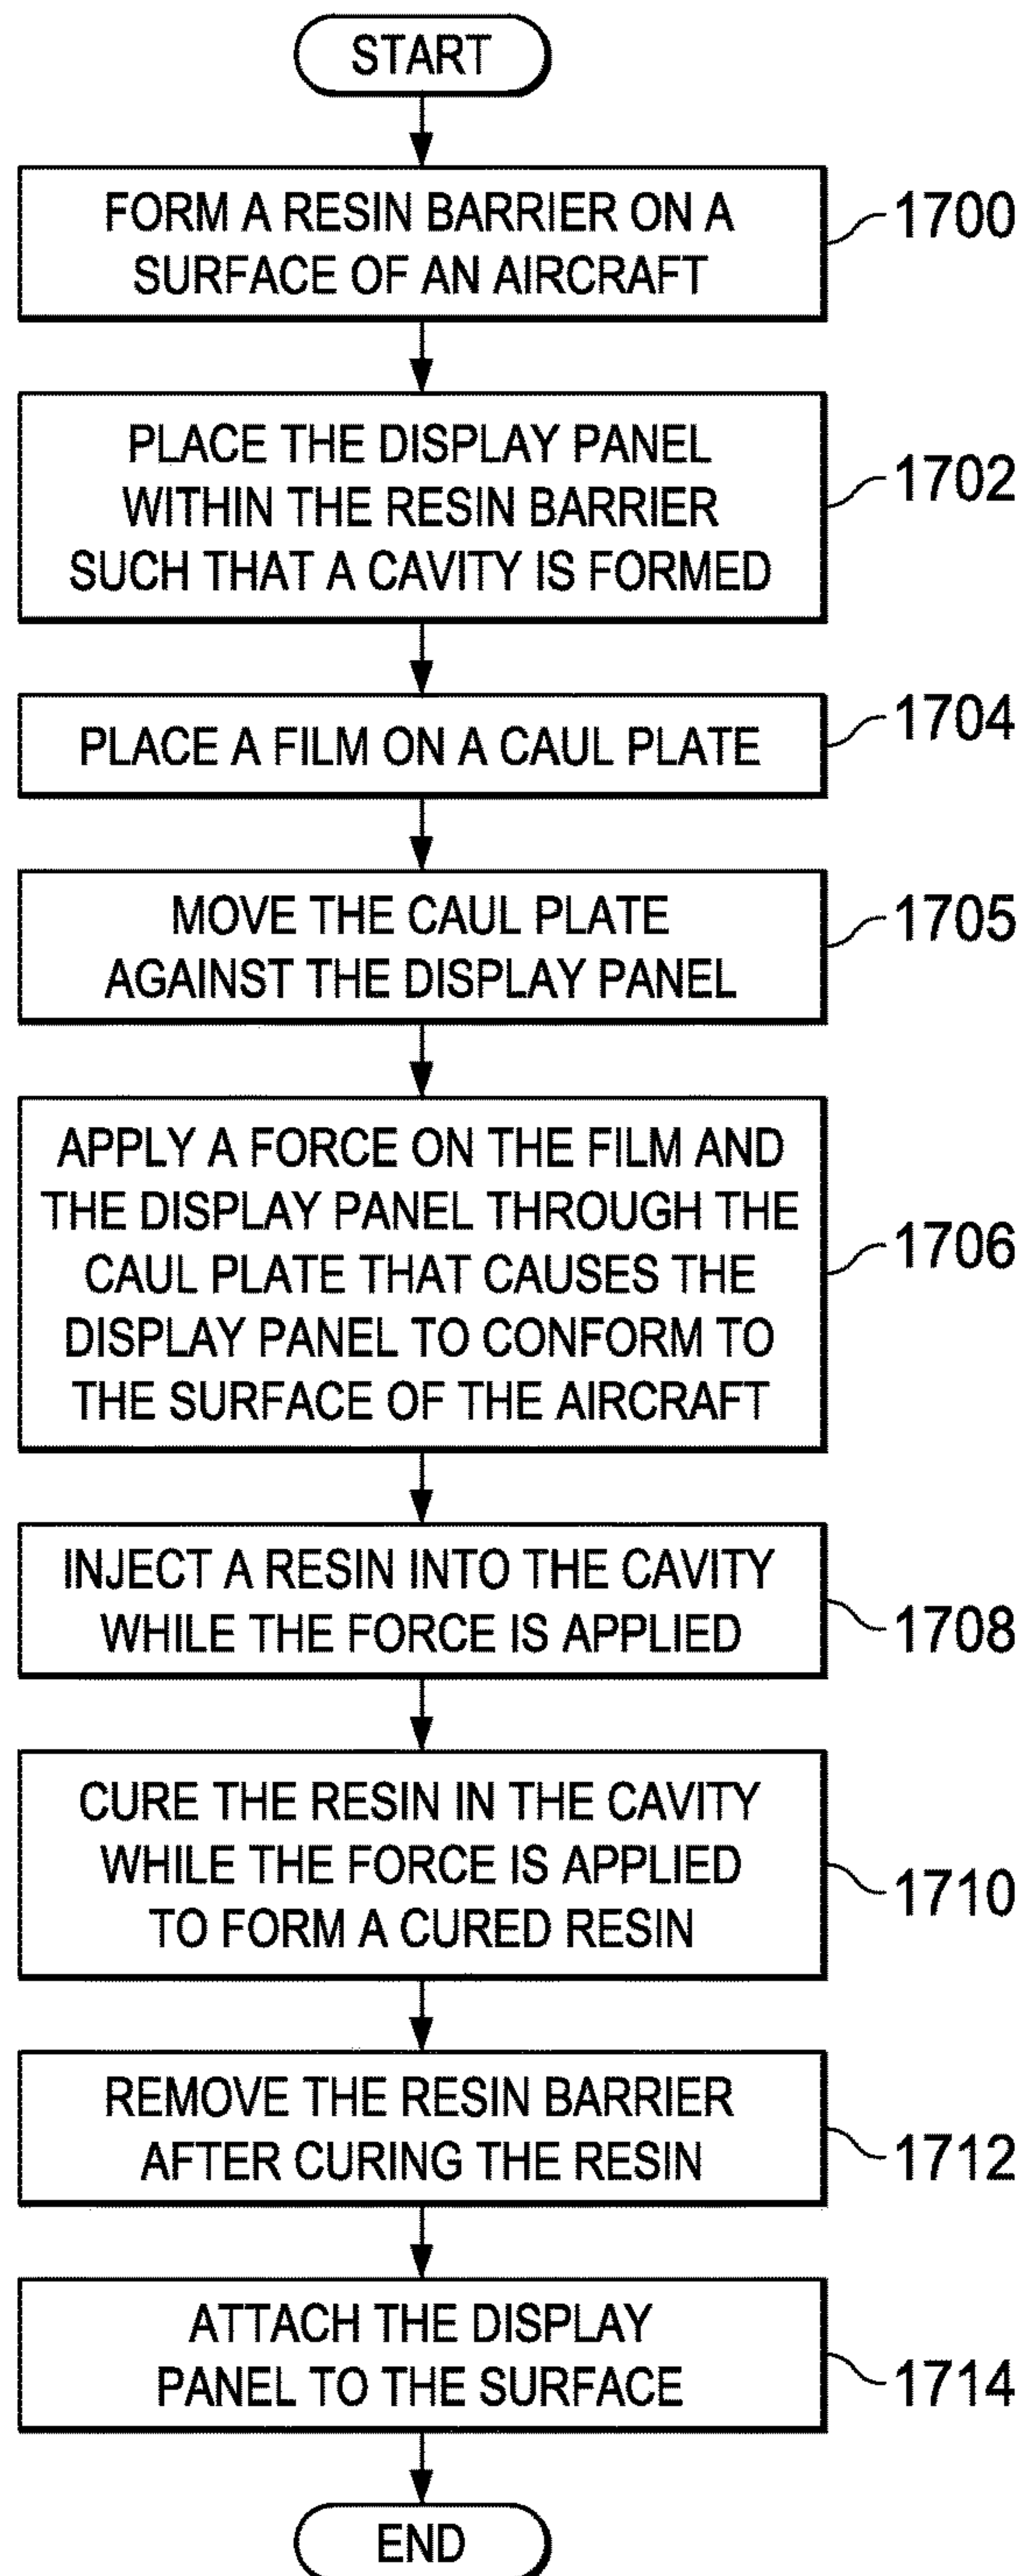 START
FORM A RESIN BARRIER ON A
SURFACE OF AN AIRCRAFT
1700
PLACE THE DISPLAY PANEL
WITHIN THE RESIN BARRIER
SUCH THAT A CAVITY IS FORMED
1702
PLACE A FILM ON A CAUL PLATE
1704
MOVE THE CAUL PLATE
AGAINST THE DISPLAY PANEL
1705
APPLY A FORCE ON THE FILM AND
THE DISPLAY PANEL THROUGH THE
CAUL PLATE THAT CAUSES THE
DISPLAY PANEL TO CONFORM TO
THE SURFACE OF THE AIRCRAFT
1706
INJECT A RESIN INTO THE CAVITY
WHILE THE FORCE IS APPLIED
1708
CURE THE RESIN IN THE CAVITY
WHILE THE FORCE IS APPLIED
TO FORM A CURED RESIN
1710
REMOVE THE RESIN BARRIER
AFTER CURING THE RESIN
1712
ATTACH THE DISPLAY
PANEL TO THE SURFACE
1714
END